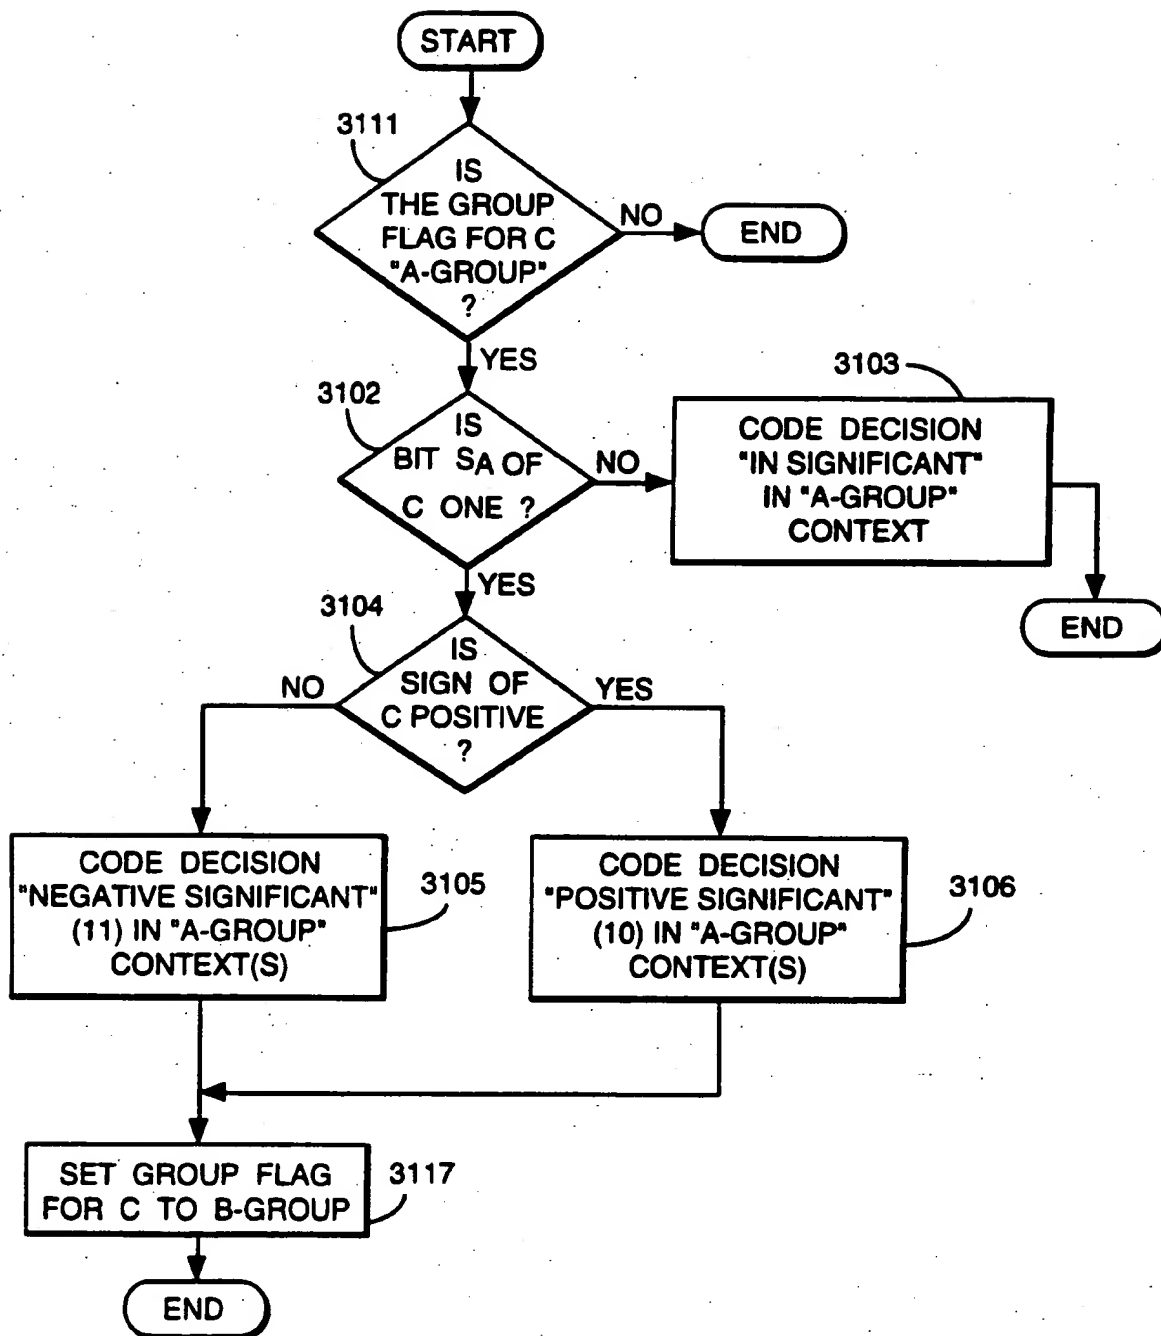 START
3111
IS
THE GROUP
FLAG FOR C
"A-GROUP"
?
NO
END
YES
3102
IS
BIT SA OF
C ONE ?
NO
3103
CODE DECISION
"IN SIGNIFICANT"
IN "A-GROUP"
CONTEXT
END
YES
3104
IS
SIGN OF
C POSITIVE
?
NO
YES
CODE DECISION
"NEGATIVE SIGNIFICANT"
(11) IN "A-GROUP"
CONTEXT(S)
3105
CODE DECISION
"POSITIVE SIGNIFICANT"
(10) IN "A-GROUP"
CONTEXT(S)
3106
SET GROUP FLAG
FOR C TO B-GROUP
3117
END